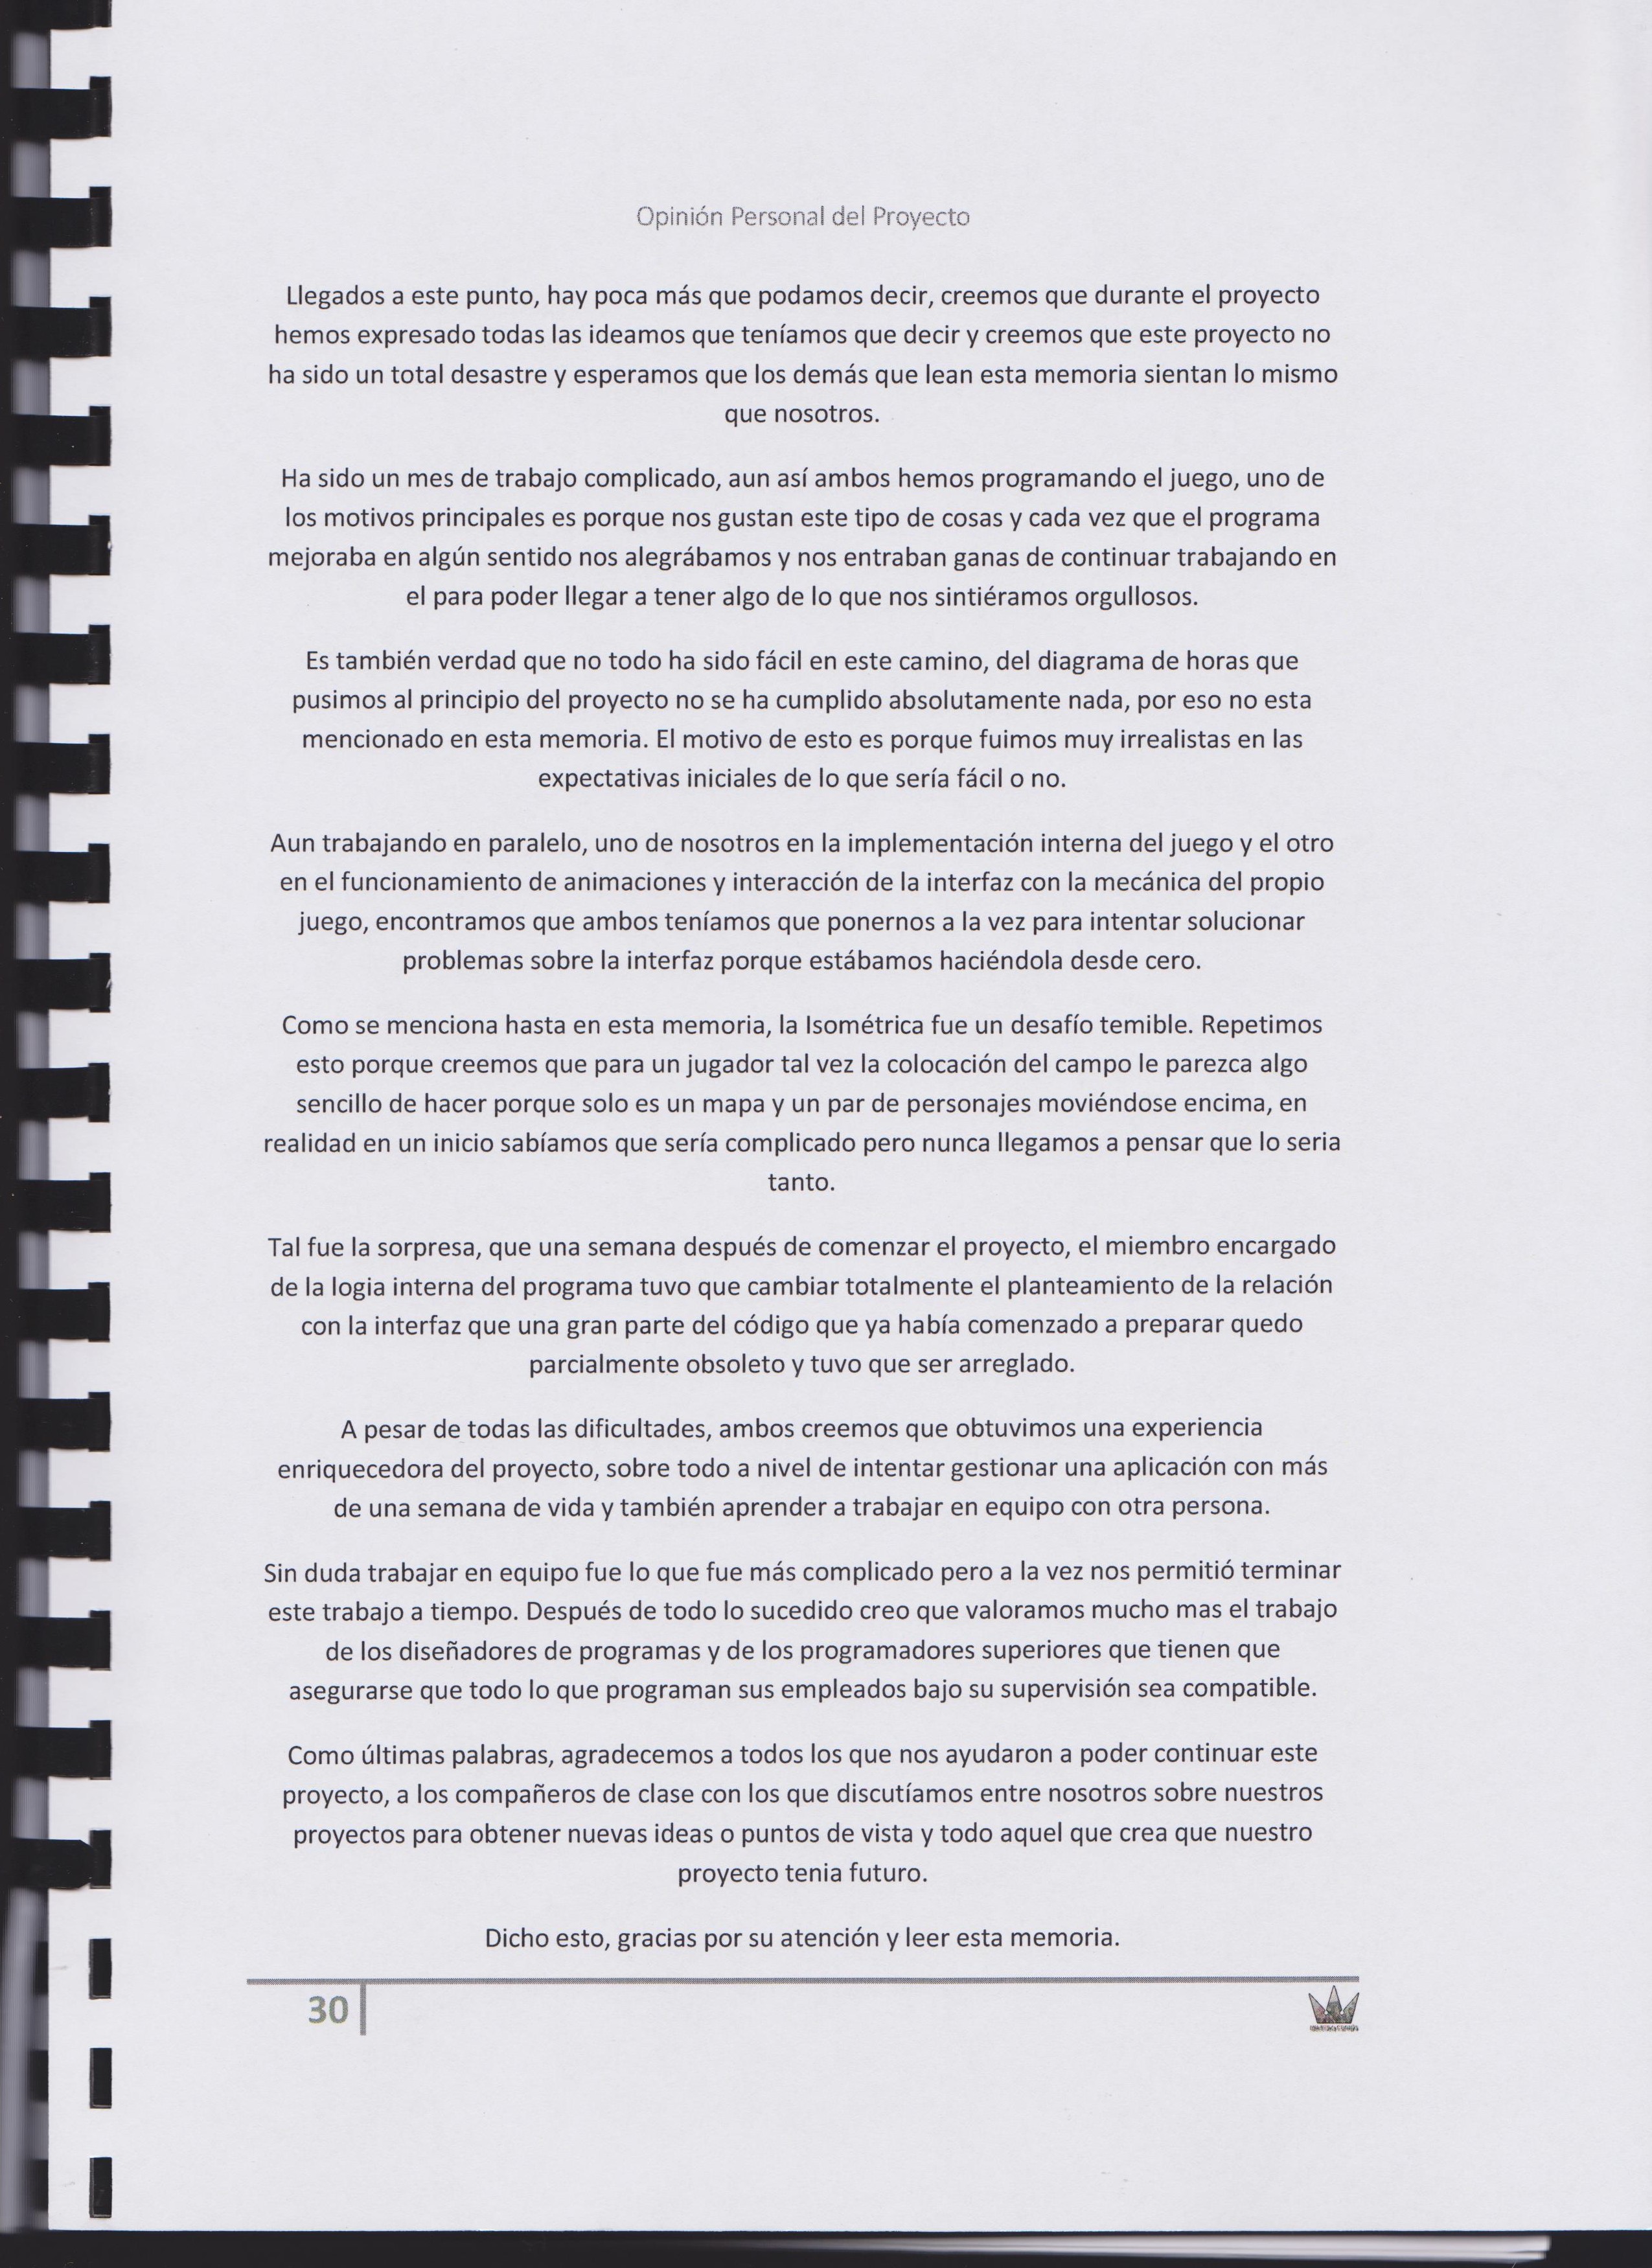 Opinión Personal del Proyecto
Llegados a este punto, hay poca más que podamos decir, creemos que durante el proyecto
hemos expresado todas las ideamos que teníamos que decir y creemos que este proyecto no
ha sido un total desastre y esperamos que los demás que lean esta memoria sientan lo mismo
que nosotros.
Ha sido un mes de trabajo complicado, aun así ambos hemos programando el juego, uno de
los motivos principales es porque nos gustan este tipo de cosas y cada vez que el programa
mejoraba en algún sentido nos alegrábamos y nos entraban ganas de continuar trabajando en
el para poder llegar a tener algo de lo que nos sintiéramos orgullosos.
Es también verdad que no todo ha sido fácil en este camino, del diagrama de horas que
pusimos al principio del proyecto no se ha cumplido absolutamente nada, por eso no esta
mencionado en esta memoria. El motivo de esto es porque fuimos muy irrealistas en las
expectativas iniciales de lo que sería fácil o no.
Aun trabajando en paralelo, uno de nosotros en la implementación interna del juego y el otro
en el funcionamiento de animaciones y interacción de la interfaz con la mecánica del propio
juego, encontramos que ambos teníamos que ponernos a la vez para intentar solucionar
problemas sobre la interfaz porque estábamos haciéndola desde cero.
Como se menciona hasta en esta memoria, la Isométrica fue un desafío temible. Repetimos
esto porque creemos que para un jugador tal vez la colocación del campo le parezca algo
sencillo de hacer porque solo es un mapa y un par de personajes moviéndose encima, en
realidad en un inicio sabíamos que sería complicado pero nunca llegamos a pensar que lo seria
tanto.
Tal fue la sorpresa, que una semana después de comenzar el proyecto, el miembro encargado
de la logia interna del programa tuvo que cambiar totalmente el planteamiento de la relación
con la interfaz que una gran parte del código que ya había comenzado a preparar quedo
parcialmente obsoleto y tuvo que ser arreglado.
A pesar de todas las dificultades, ambos creemos que obtuvimos una experiencia
enriquecedora del proyecto, sobre todo a nivel de intentar gestionar una aplicación con más
de una semana de vida y también aprender a trabajar en equipo con otra persona.
Sin duda trabajar en equipo fue lo que fue más complicado pero a la vez nos permitió terminar
este trabajo a tiempo. Después de todo lo sucedido creo que valoramos mucho mas el trabajo
de los diseñadores de programas y de los programadores superiores que tienen que
asegurarse que todo lo que programan sus empleados bajo su supervisión sea compatible.
Como últimas palabras, agradecemos a todos los que nos ayudaron a poder continuar este
proyecto, a los compañeros de clase con los que discutíamos entre nosotros sobre nuestros
proyectos para obtener nuevas ideas o puntos de vista y todo aquel que crea que nuestro
proyecto tenia futuro.
Dicho esto, gracias por su atención y leer esta memoria.
30